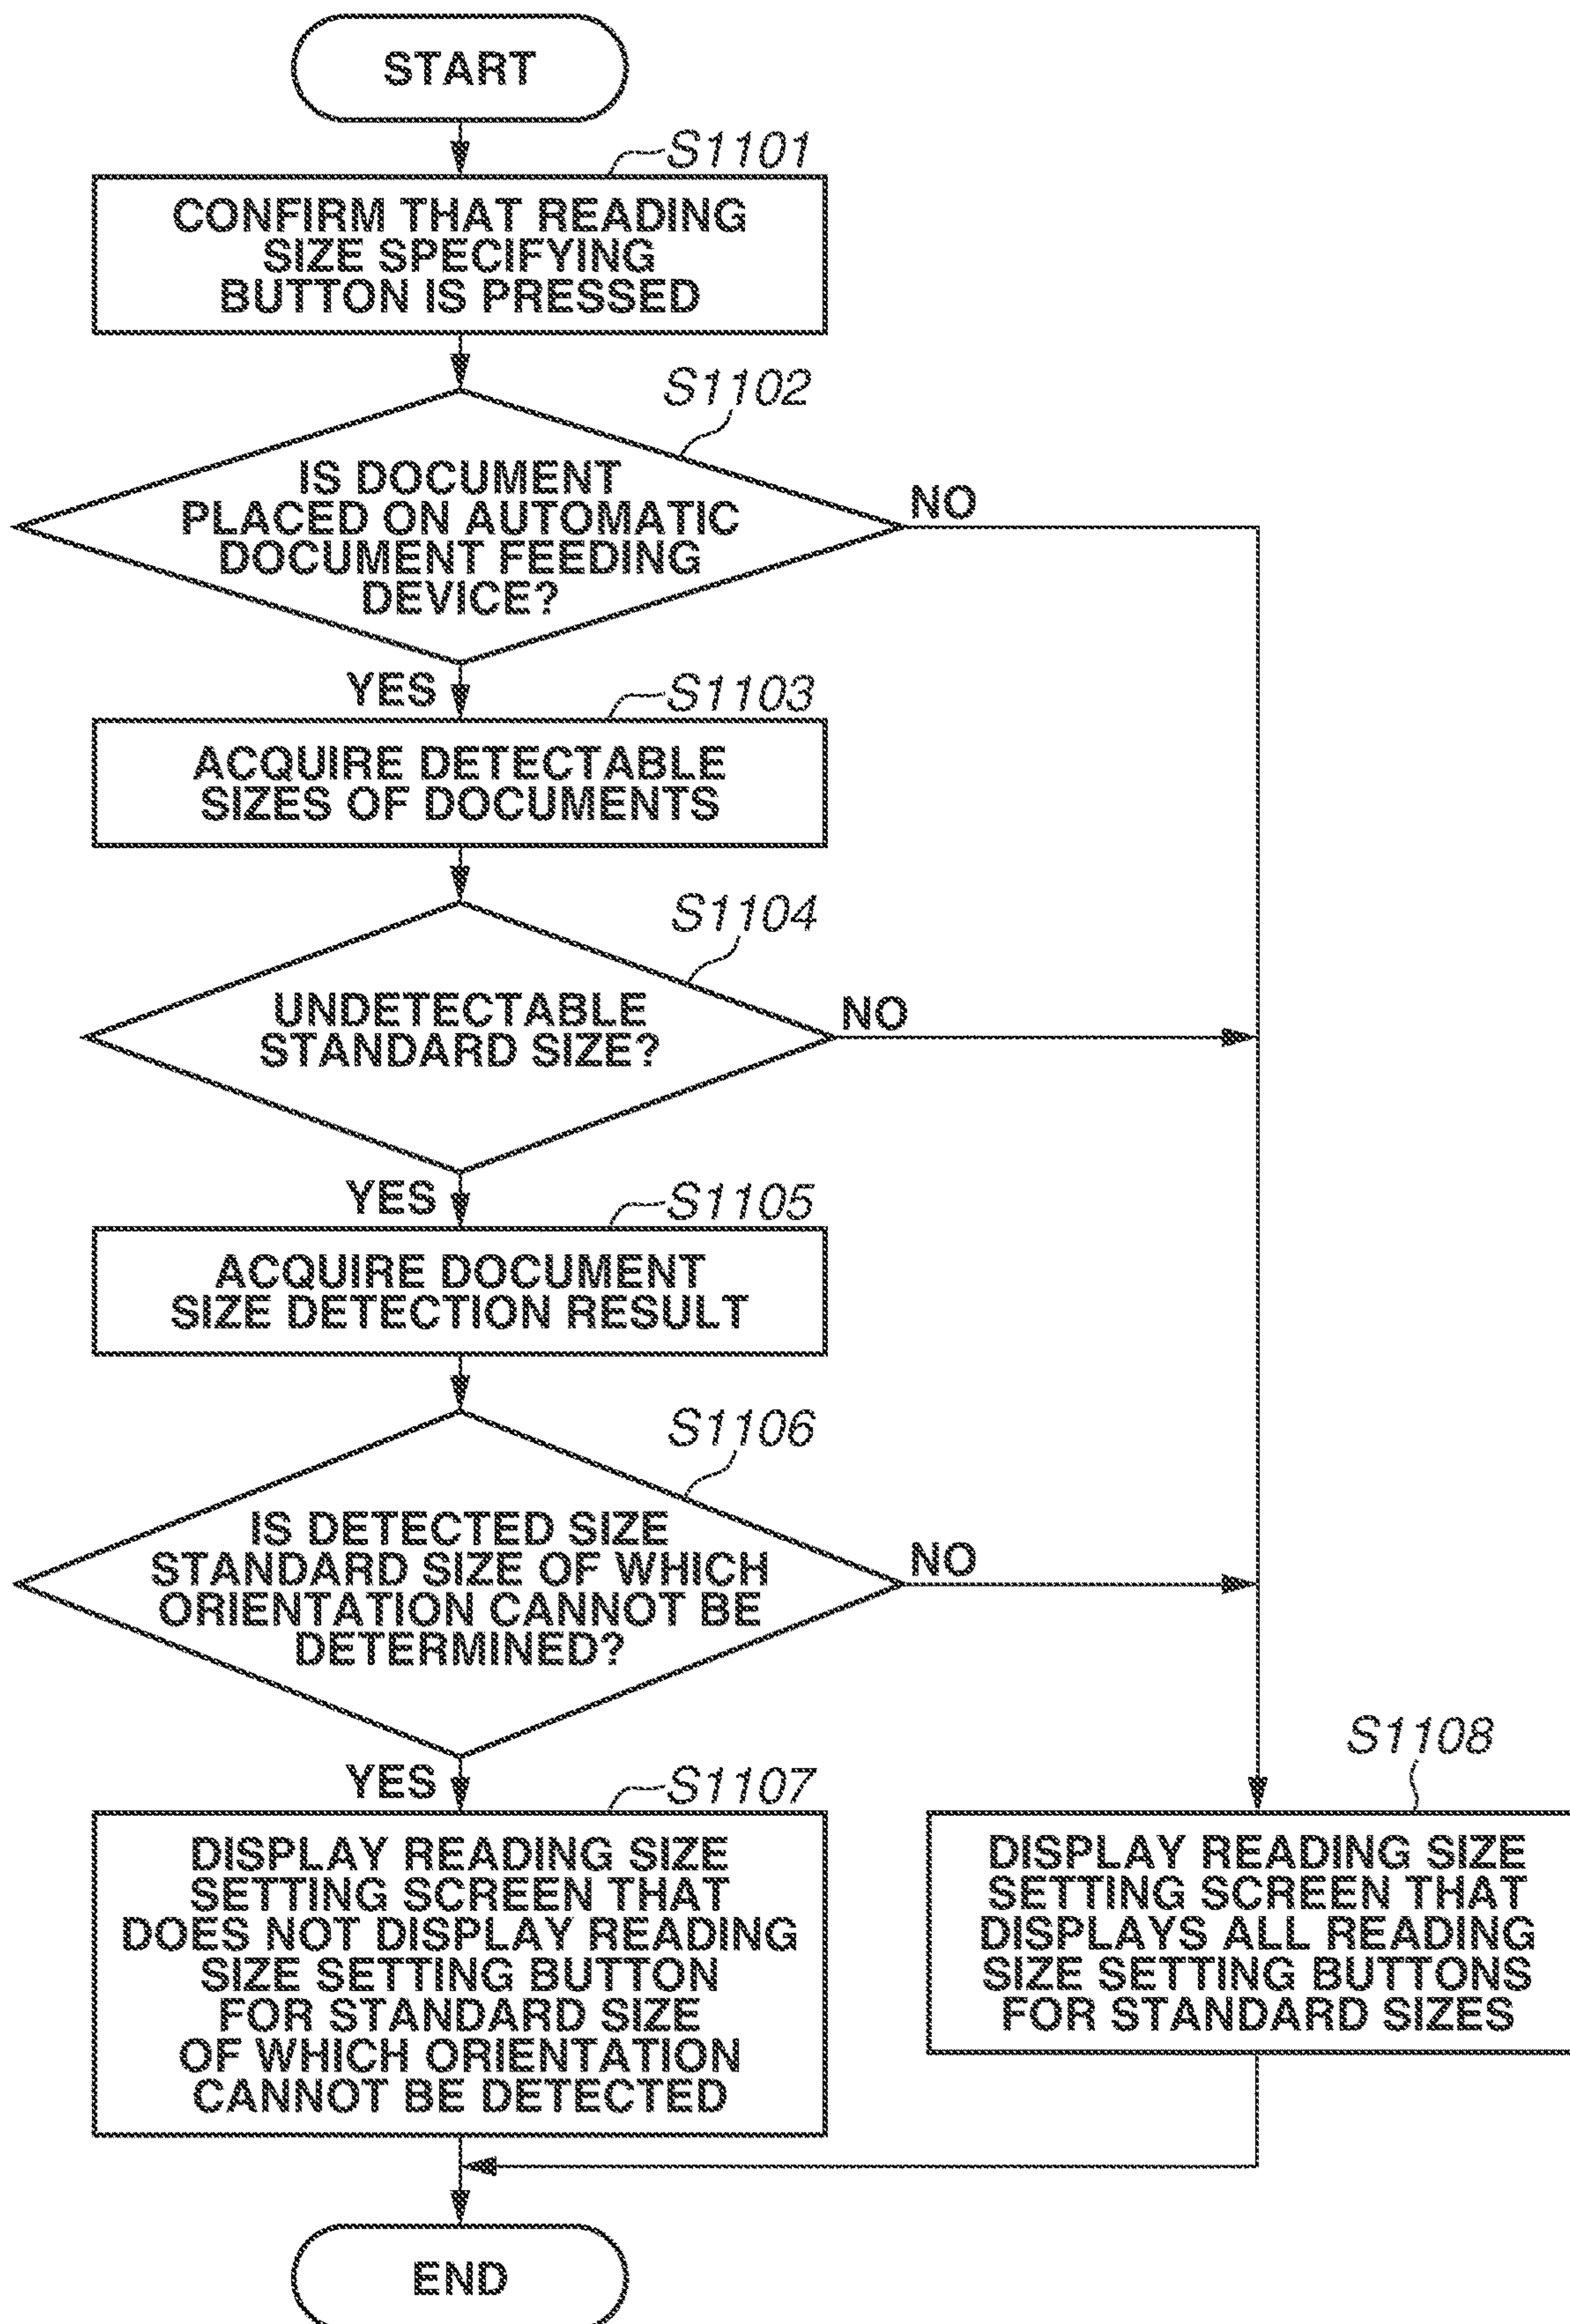 START
S1101
CONFIRM THAT READING
SIZE SPECIFYING
BUTTON IS PRESSED
S1102
IS DOCUMENT
PLACED ON AUTOMATIC
DOCUMENT FEEDING
DEVICE?
NO
YES
S1103
ACQUIRE DETECTABLE
SIZES OF DOCUMENTS
S1104
UNDETECTABLE
STANDARD SIZE?
NO
YES
S1105
ACQUIRE DOCUMENT
SIZE DETECTION RESULT
S1106
IS DETECTED SIZE
STANDARD SIZE OF WHICH
ORIENTATION CANNOT BE
DETERMINED?
NO
YES
S1107
DISPLAY READING SIZE
SETTING SCREEN THAT
DOES NOT DISPLAY READING
SIZE SETTING BUTTON
FOR STANDARD SIZE
OF WHICH ORIENTATION
CANNOT BE DETECTED
S1108
DISPLAY READING SIZE
SETTING SCREEN THAT
DISPLAYS ALL READING
SIZE SETTING BUTTONS
FOR STANDARD SIZES
END